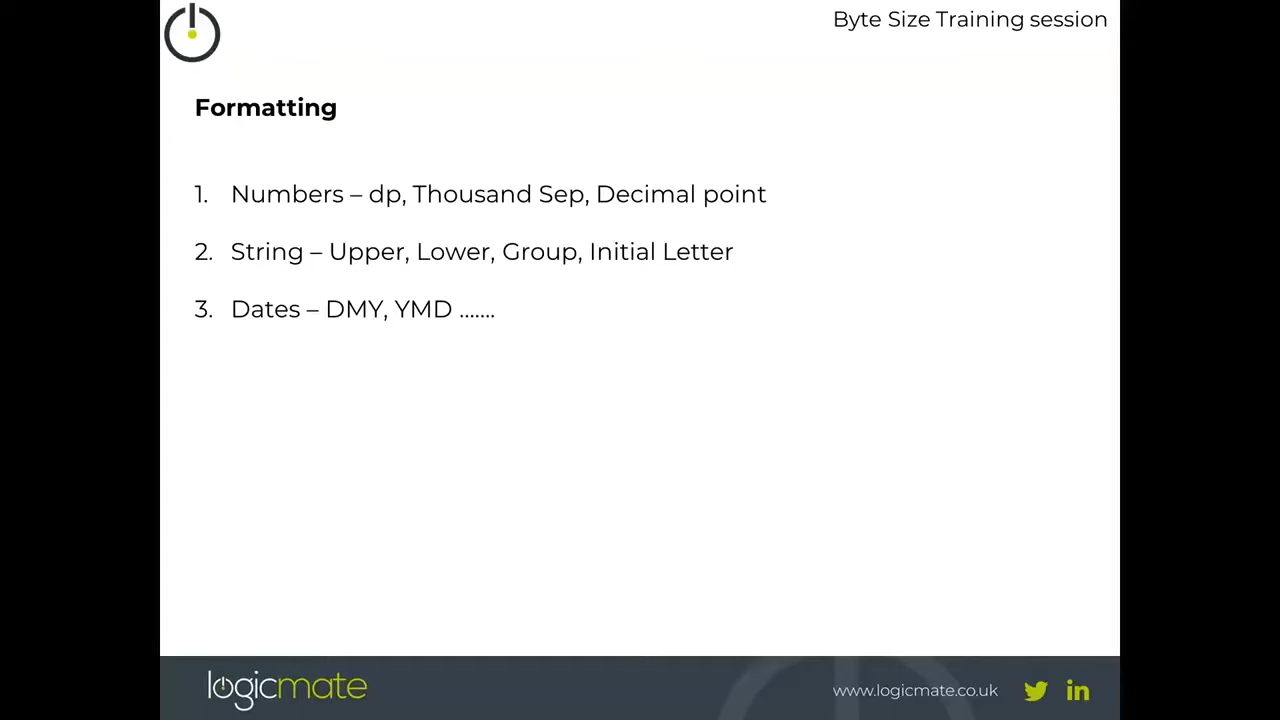 Byte Size Training session
Formatting
1. Numbers – dp, Thousand Sep, Decimal point
2. String – Upper, Lower, Group, Initial Letter
3. Dates – DMY, YMD .......
logicmate
www.logicmate.co.uk
in